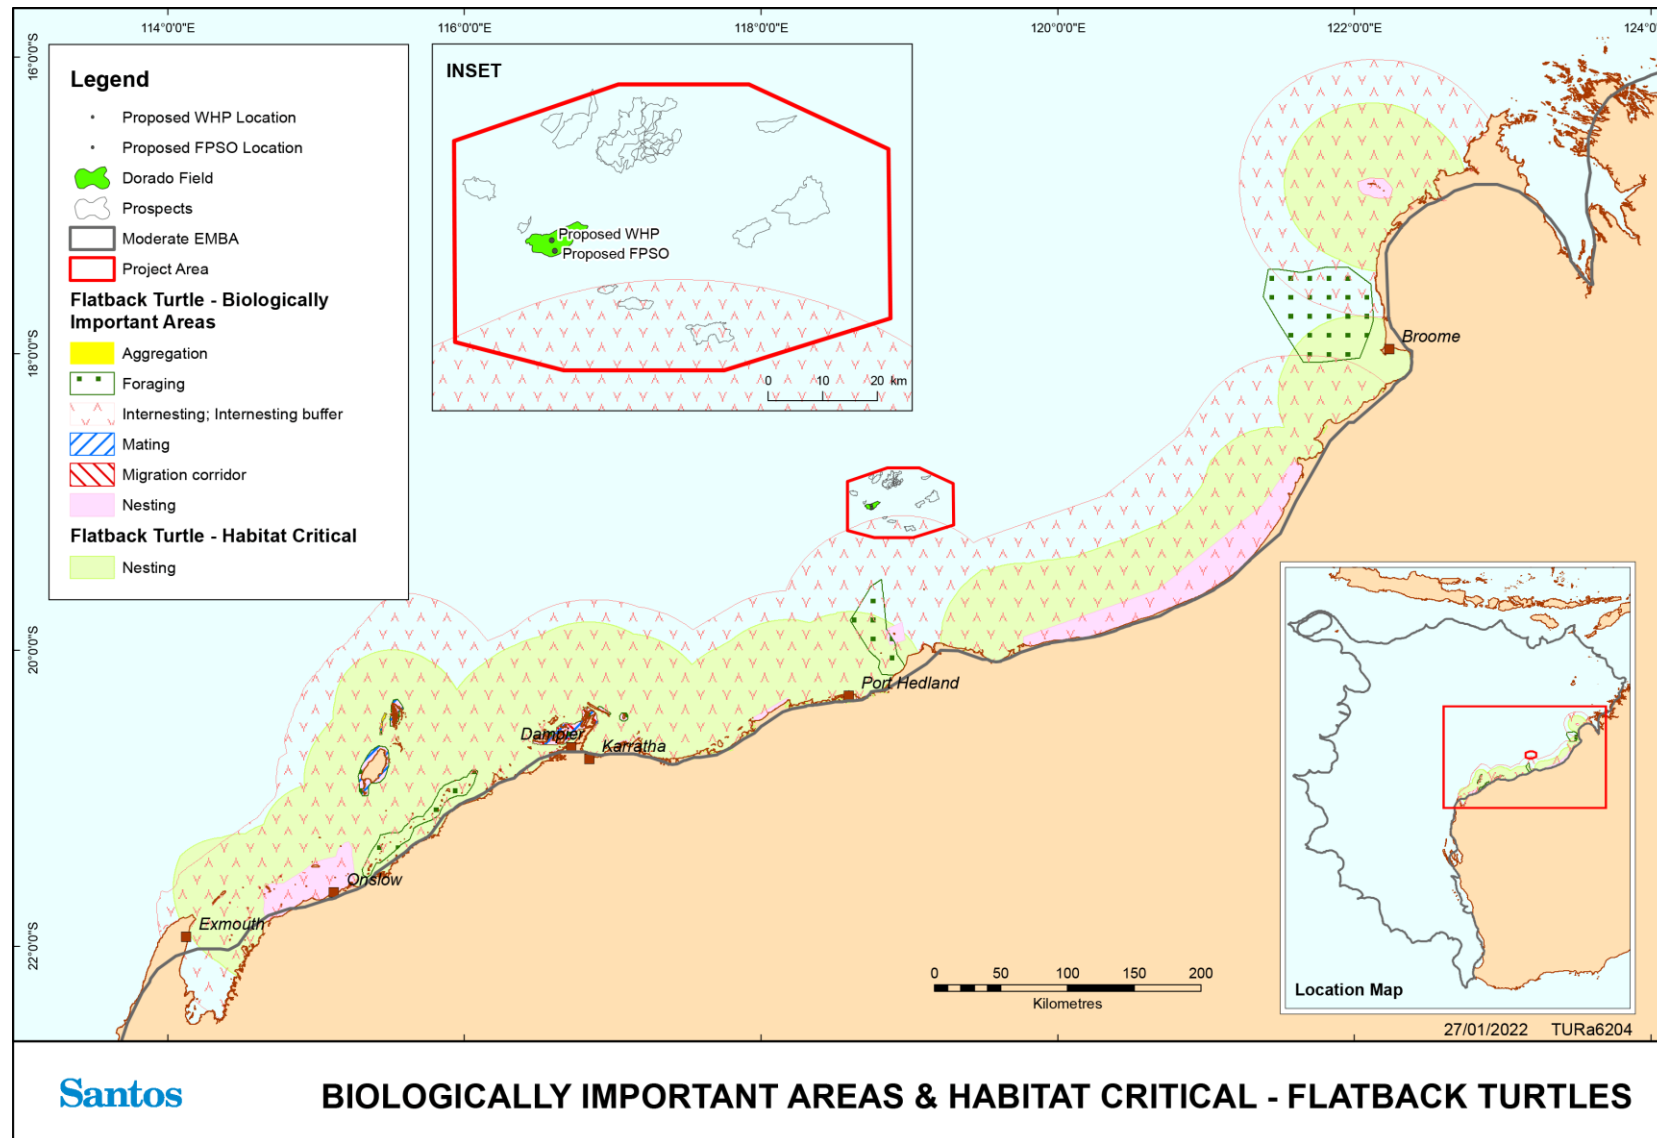 114°0'0"E
116°0'0"E
118°0'0"E
120°0'0"E
122°0'0"E
124°0'
16°0'0"S
18°0'0"S
20°0'0"S
22°0'0"S
Legend
Proposed WHP Location
Proposed FPSO Location
Dorado Field
Prospects
Moderate EMBA
Project Area
Flatback Turtle - Biologically
Important Areas
Aggregation
Foraging
Internesting; Internesting buffer
Mating
Migration corridor
Nesting
Flatback Turtle - Habitat Critical
Nesting
INSET
Proposed WHP
Proposed FPSO
0 10 20 km
Broome
Port Hedland
Dampier
Karratha
Onslow
Exmouth
0 50 100 150 200
Kilometres
Location Map
27/01/2022 TURa6204
Santos
BIOLOGICALLY IMPORTANT AREAS & HABITAT CRITICAL - FLATBACK TURTLES